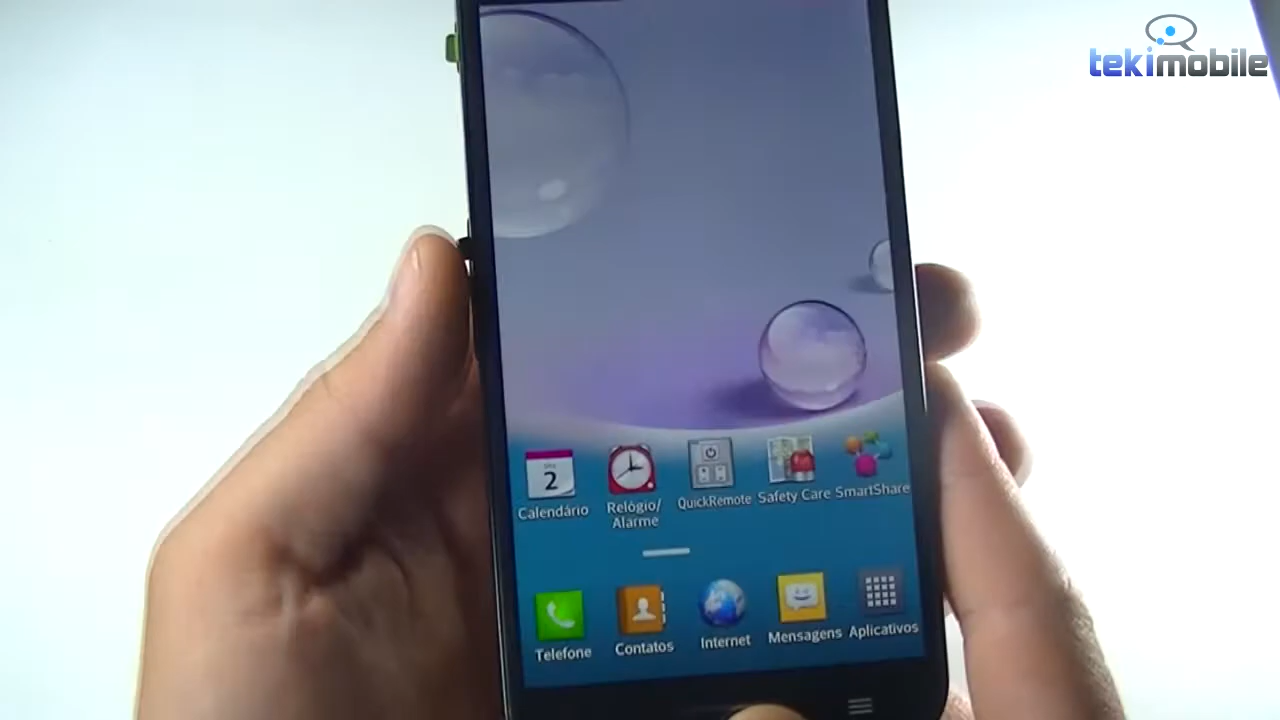 tekimobile
2
Calendário
Relógio/
Alarme
QuickRemote
Safety Care
SmartShare
Telefone
Contatos
Internet
Mensagens
Aplicativos